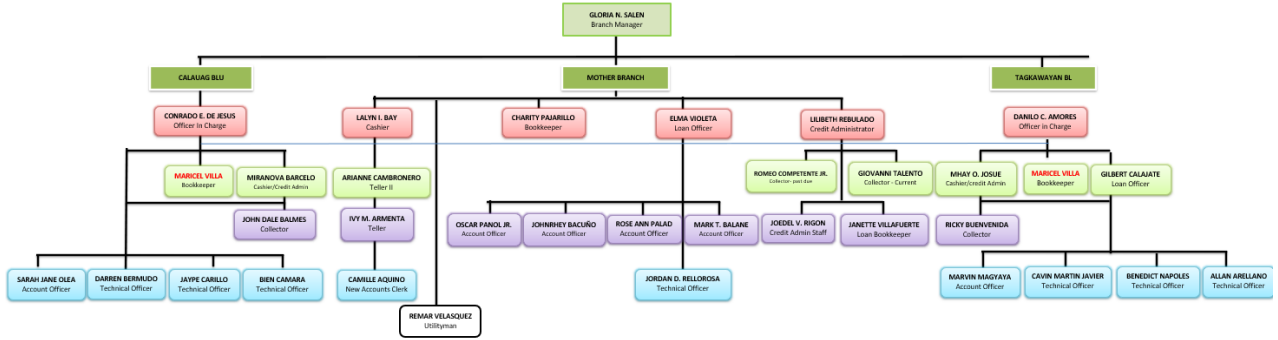 GLORIA N. SALEN
Branch Manager
CALAUAG BLU
MOTHER BRANCH
TAGKAWAYAN BL
CONRADO E. DE JESUS
Officer In Charge
LALYN I. BAY
Cashier
CHARITY PAJARILLO
Bookkeeper
ELMA VIOLETA
Loan Officer
LILIBETH REBULADO
Credit Administrator
DANILO C. AMORES
Officer in Charge
MARICEL VILLA
Bookkeeper
MIRANOVA BARCELO
Cashier/Credit Admin
ARIANNE CAMBRONERO
Teller II
ROMEO COMPETENTE JR.
Collector- past due
GIOVANNI TALENTO
Collector - Current
MHAY O. JOSUE
Cashier/credit Admin
MARICEL VILLA
Bookkeeper
GILBERT CALAJATE
Loan Officer
JOHN DALE BALMES
Collector
IVY M. ARMENTA
Teller
OSCAR PANOL JR.
Account Officer
JOHNRHEY BACUÑO
Account Officer
ROSE ANN PALAD
Account Officer
MARK T. BALANE
Account Officer
JOEDEL V. RIGON
Credit Admin Staff
JANETTE VILLAFUERTE
Loan Bookkeeper
RICKY BUENVENIDA
Collector
SARAH JANE OLEA
Account Officer
DARREN BERMUDO
Technical Officer
JAYPE CARILLO
Technical Officer
BIEN CAMARA
Technical Officer
CAMILLE AQUINO
New Accounts Clerk
JORDAN D. RELLOROSA
Technical Officer
MARVIN MAGYAYA
Account Officer
CAVIN MARTIN JAVIER
Technical Officer
BENEDICT NAPOLES
Technical Officer
ALLAN ARELLANO
Technical Officer
REMAR VELASQUEZ
Utilityman